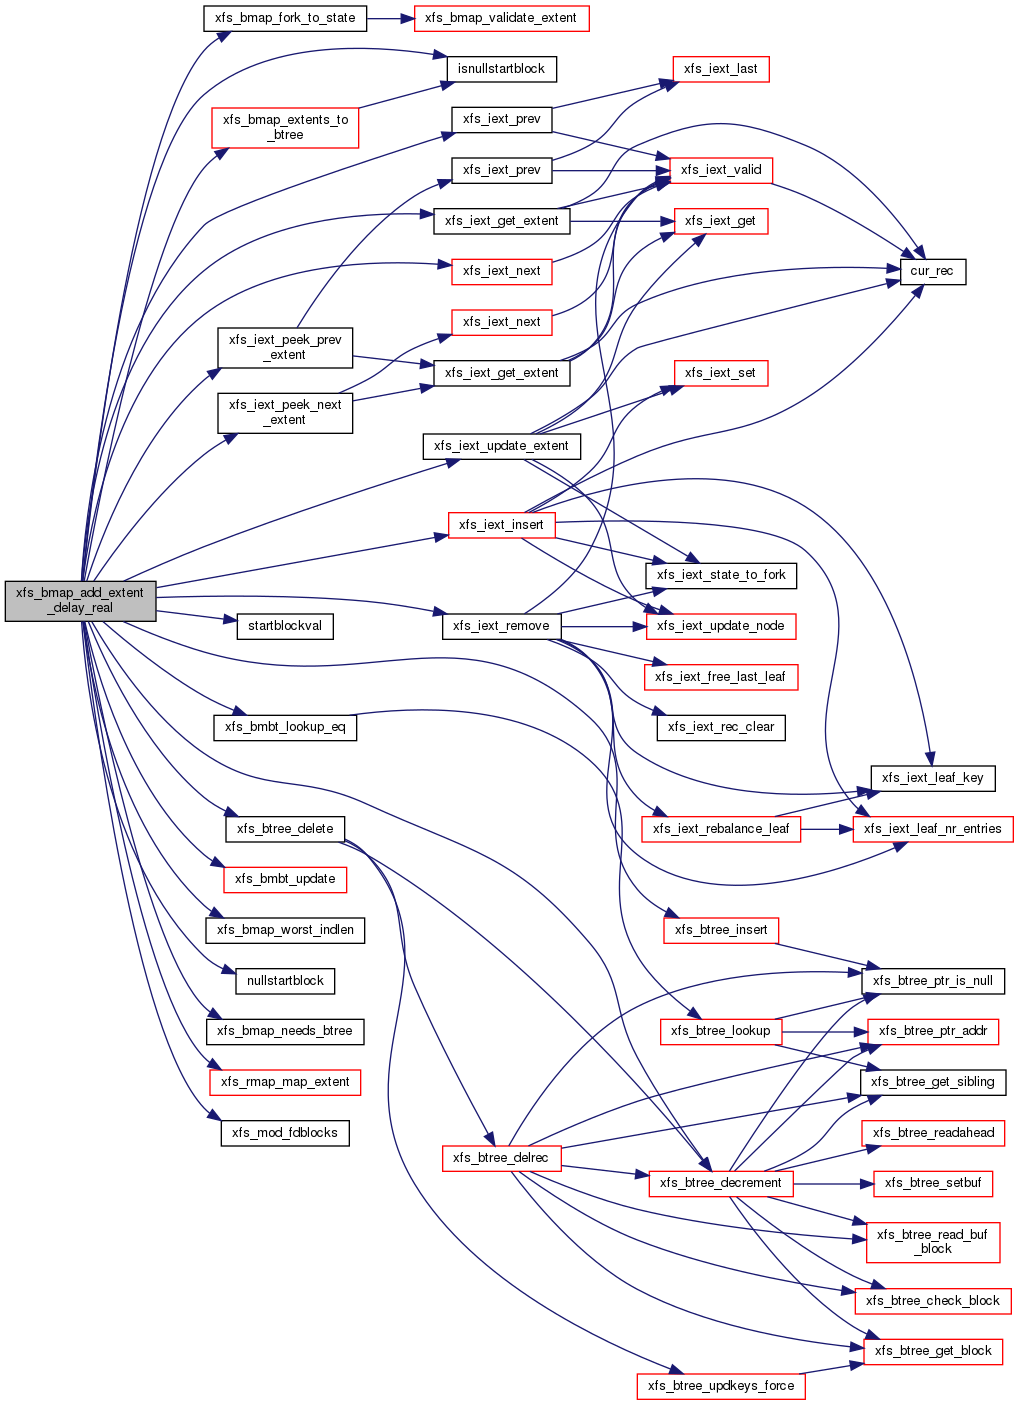 xfs_bmap_fork_to_state
xfs_bmap_validate_extent
isnullstartblock
xfs_iext_last
xfs_bmap_extents_to
_btree
xfs_iext_prev
xfs_iext_prev
xfs_iext_valid
xfs_iext_get_extent
xfs_iext_get
xfs_iext_next
cur_rec
xfs_iext_next
xfs_iext_peek_prev
_extent
xfs_iext_get_extent
xfs_iext_set
xfs_iext_peek_next
_extent
xfs_iext_update_extent
xfs_iext_insert
xfs_iext_state_to_fork
xfs_bmap_add_extent
_delay_real
startblockval
xfs_iext_remove
xfs_iext_update_node
xfs_iext_free_last_leaf
xfs_bmbt_lookup_eq
xfs_iext_rec_clear
xfs_iext_leaf_key
xfs_btree_delete
xfs_iext_rebalance_leaf
xfs_iext_leaf_nr_entries
xfs_bmbt_update
xfs_bmap_worst_indlen
xfs_btree_insert
nullstartblock
xfs_btree_ptr_is_null
xfs_bmap_needs_btree
xfs_btree_lookup
xfs_btree_ptr_addr
xfs_rmap_map_extent
xfs_btree_get_sibling
xfs_mod_fdblocks
xfs_btree_readahead
xfs_btree_delrec
xfs_btree_decrement
xfs_btree_setbuf
xfs_btree_read_buf
_block
xfs_btree_check_block
xfs_btree_get_block
xfs_btree_updkeys_force